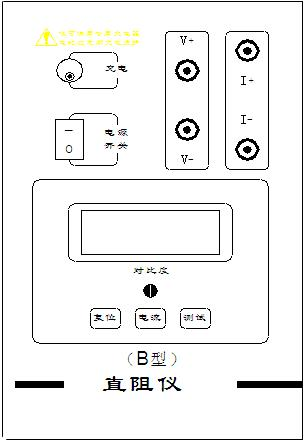 充电
电源
开关
V+
V-
I+
I-
对比度
复位 电流 测试
(B型)
直阻仪